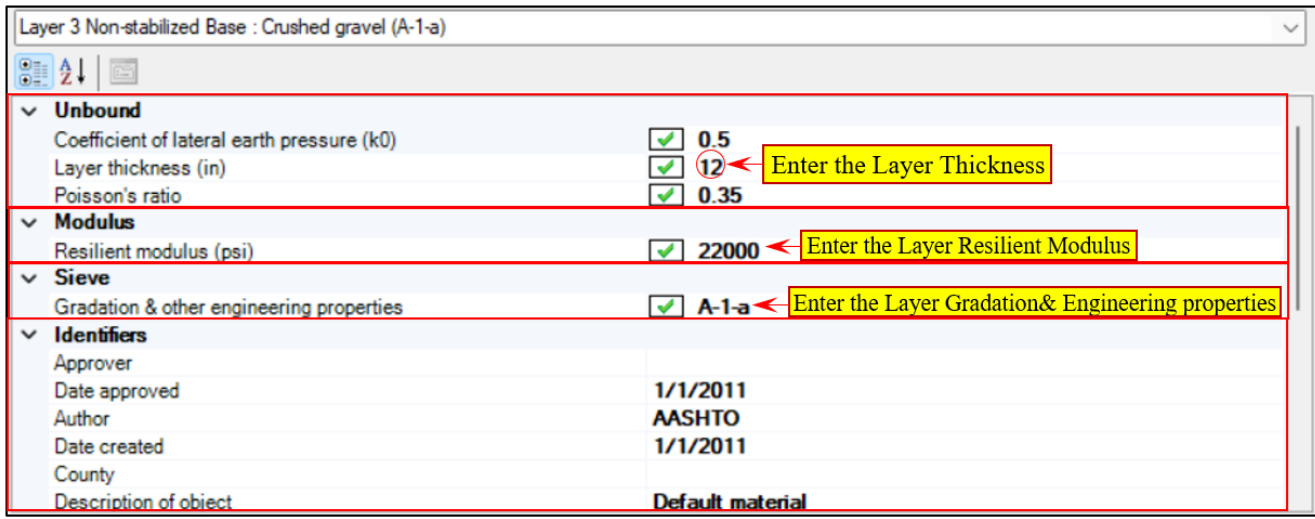 Layer 3 Non-stabilized Base : Crushed gravel (A-1-a)
Unbound
Coefficient of lateral earth pressure (k0) 0.5
Layer thickness (in) 12 Enter the Layer Thickness
Poisson's ratio 0.35
Modulus
Resilient modulus (psi) 22000 Enter the Layer Resilient Modulus
Sieve
Gradation & other engineering properties A-1-a Enter the Layer Gradation& Engineering properties
Identifiers
Approver
Date approved 1/1/2011
Author AASHTO
Date created 1/1/2011
County
Description of object Default material